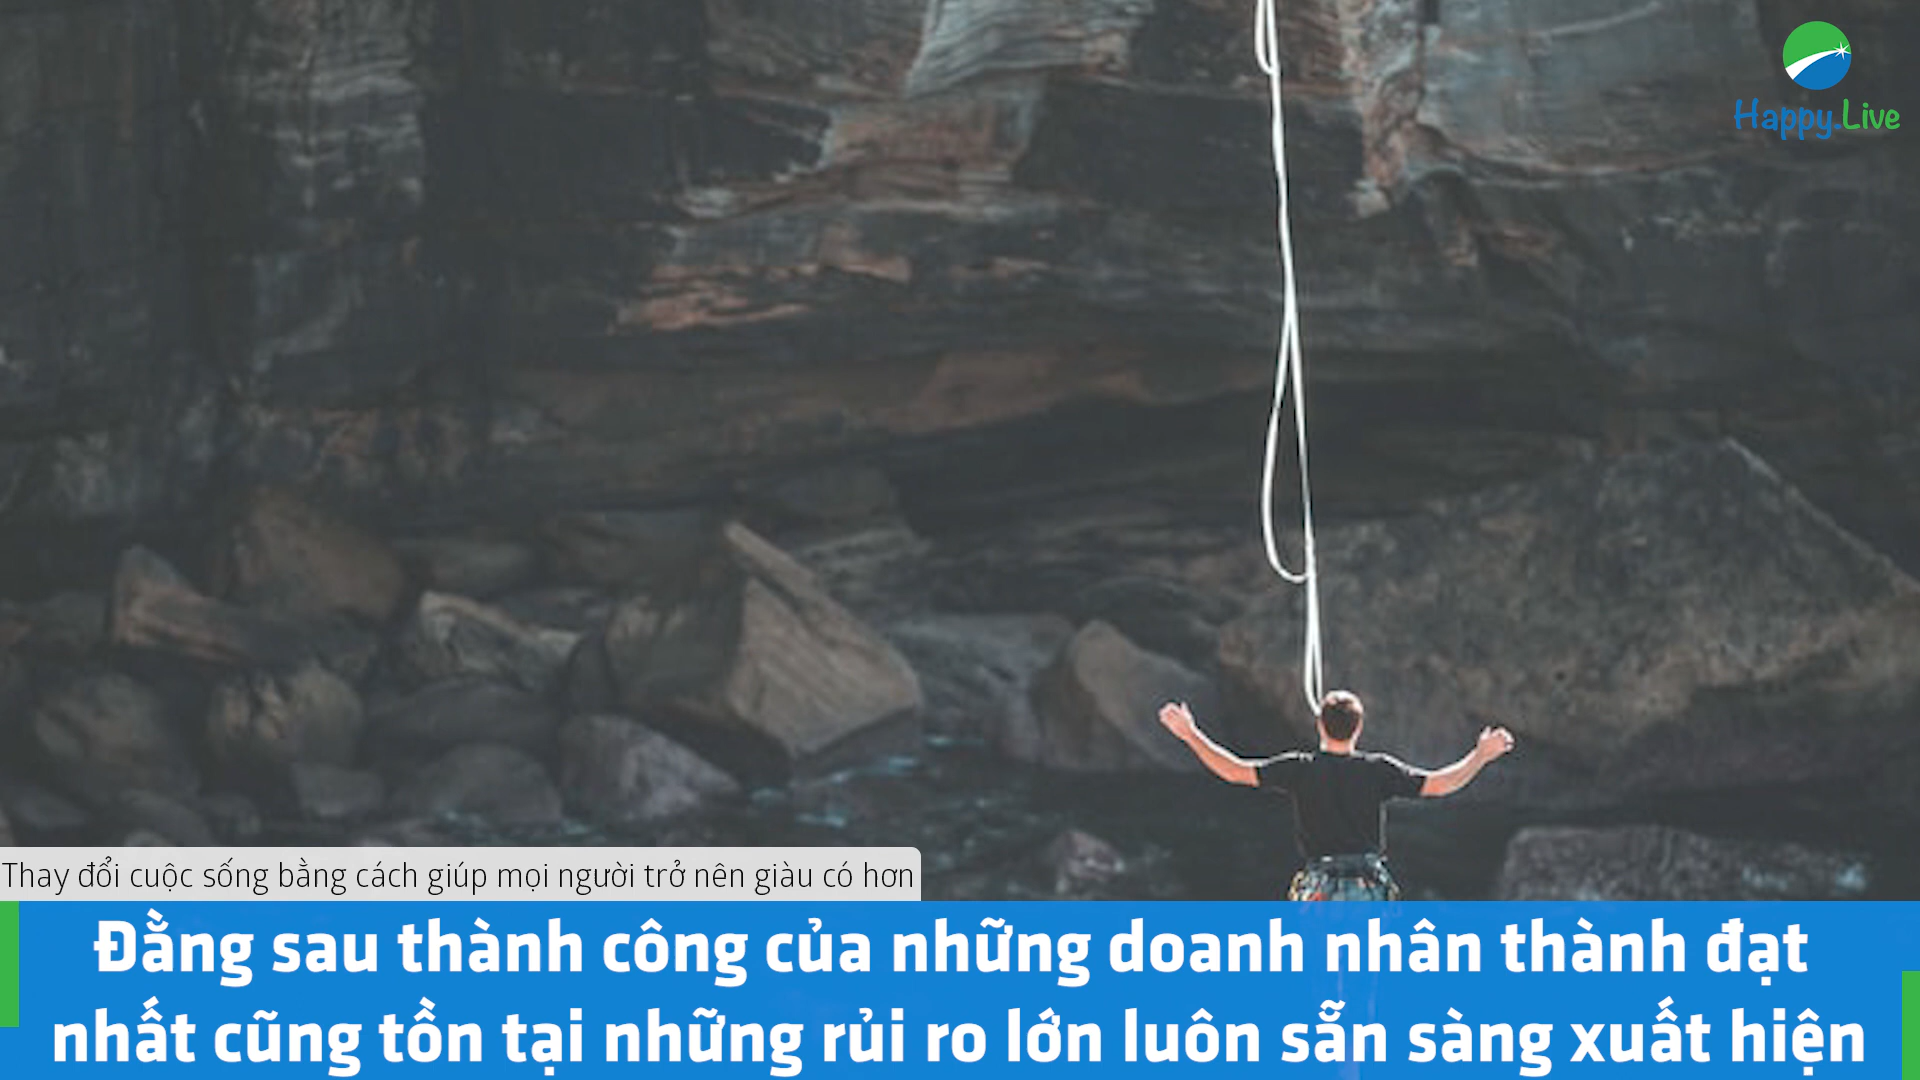 Happy.Live
Thay đổi cuộc sống bằng cách giúp mọi người trở nên giàu có hơn
Đằng sau thành công của những doanh nhân thành đạt
nhất cũng tồn tại những rủi ro lớn luôn sẵn sàng xuất hiện